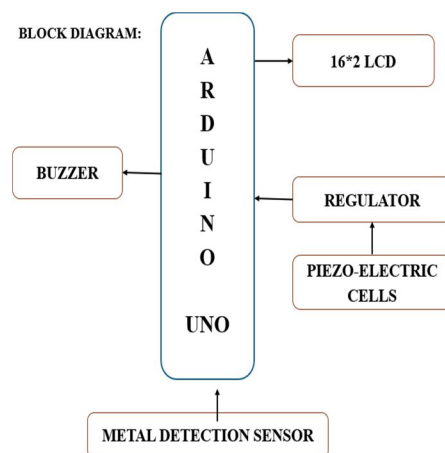 BLOCK DIAGRAM:
A
R
D
U
I
N
O
UNO
16*2 LCD
BUZZER
REGULATOR
PIEZO-ELECTRIC
CELLS
METAL DETECTION SENSOR